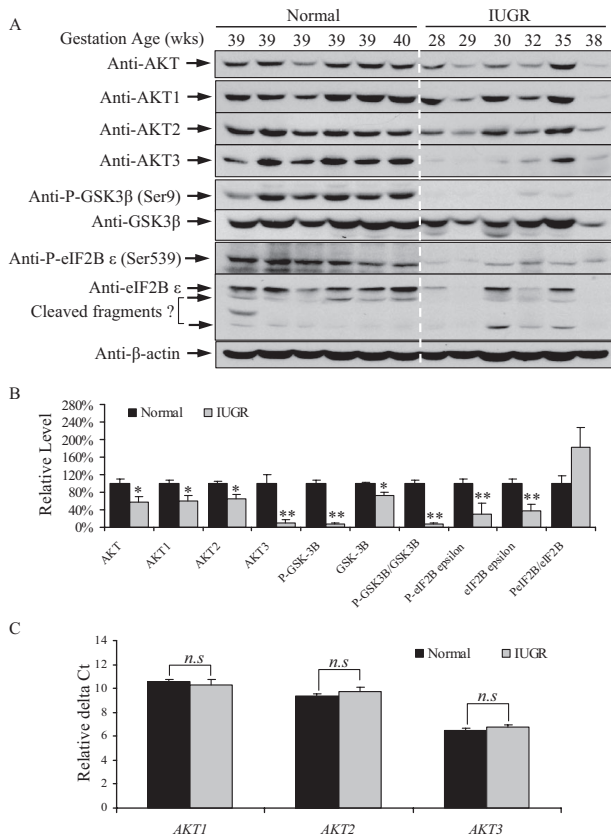 A
Normal IUGR
Gestation Age (wks) 39 39 39 39 39 40 28 29 30 32 35 38
Anti-AKT
Anti-AKT1
Anti-AKT2
Anti-AKT3
Anti-P-GSK3β (Ser9)
Anti-GSK3β
Anti-P-eIF2B ε (Ser539)
Anti-eIF2B ε
Cleaved fragments ?
Anti-β-actin
B
Relative Level
280%
240%
200%
160%
120%
80%
40%
0%
Normal IUGR
* * * ** ** * ** ** **
AKT AKT1 AKT2 AKT3 P-GSK-3B GSK-3B P-GSK3B/GSK3B P-eIF2B epsilon eIF2B epsilon PeIF2B/eIF2B
C
Relative delta Ct
14
12
10
8
6
4
2
0
Normal IUGR
n.s n.s n.s
AKT1 AKT2 AKT3